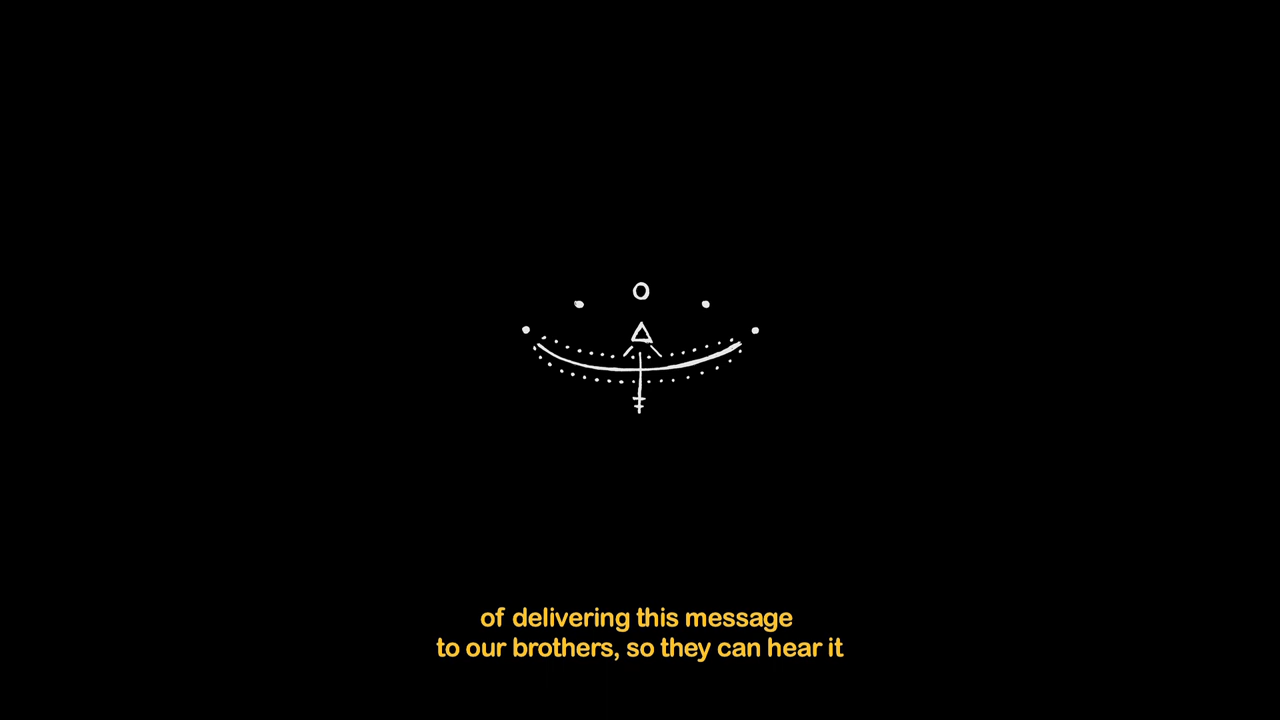 of delivering this message
to our brothers, so they can hear it